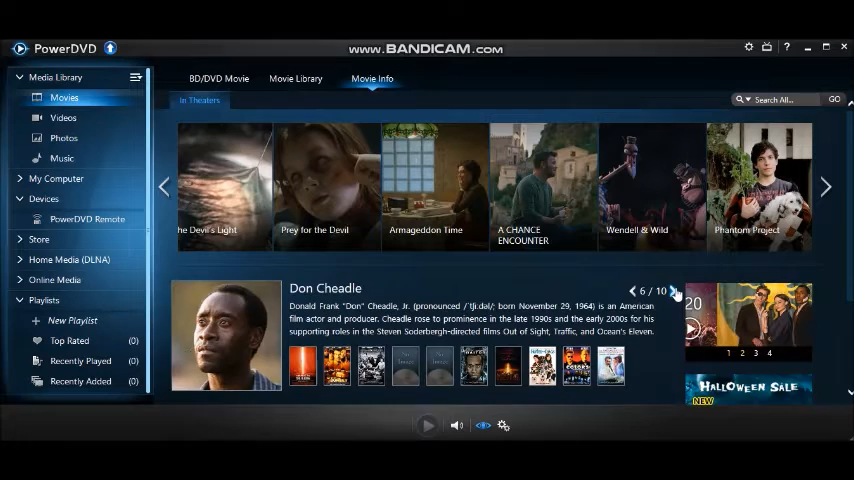 PowerDVD
www.BANDICAM.com
Media Library
Movies
Videos
Photos
Music
My Computer
Devices
PowerDVD Remote
Store
Home Media (DLNA)
Online Media
Playlists
New Playlist
Top Rated (0)
Recently Played (0)
Recently Added (0)
BD/DVD Movie Movie Library Movie Info
In Theaters
Search All... GO
he Devil's Light
Prey for the Devil
Armageddon Time
A CHANCE
ENCOUNTER
Wendell & Wild
Phantom Project
Don Cheadle
6 / 10
Donald Frank "Don" Cheadle, Jr. (pronounced /ˈtʃiːdəl/; born November 29, 1964) is an American
film actor and producer. Cheadle rose to prominence in the late 1990s and the early 2000s for his
supporting roles in the Steven Soderbergh-directed films Out of Sight, Traffic, and Ocean's Eleven.
20
1 2 3 4
HALLOWEEN SALE
NEW